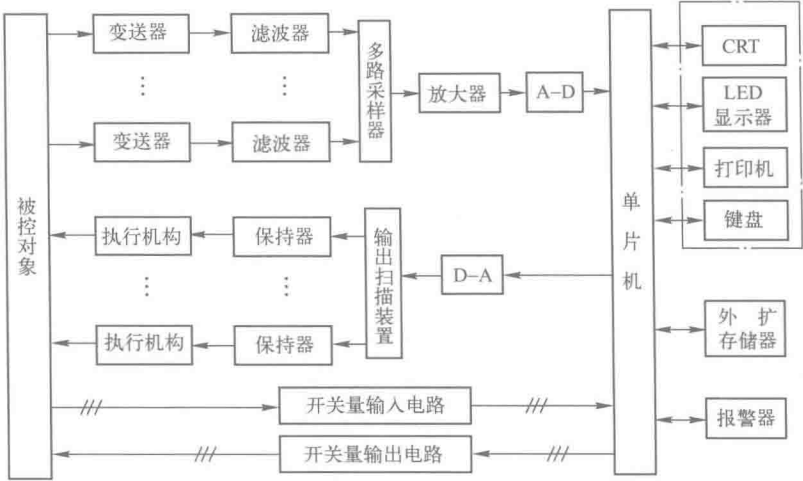 变送器
滤波器
多路采样器
放大器
A-D
变送器
滤波器
被控对象
执行机构
保持器
输出扫描装置
D-A
执行机构
保持器
开关量输入电路
开关量输出电路
单片机
CRT
LED
显示器
打印机
键盘
外扩
存储器
报警器